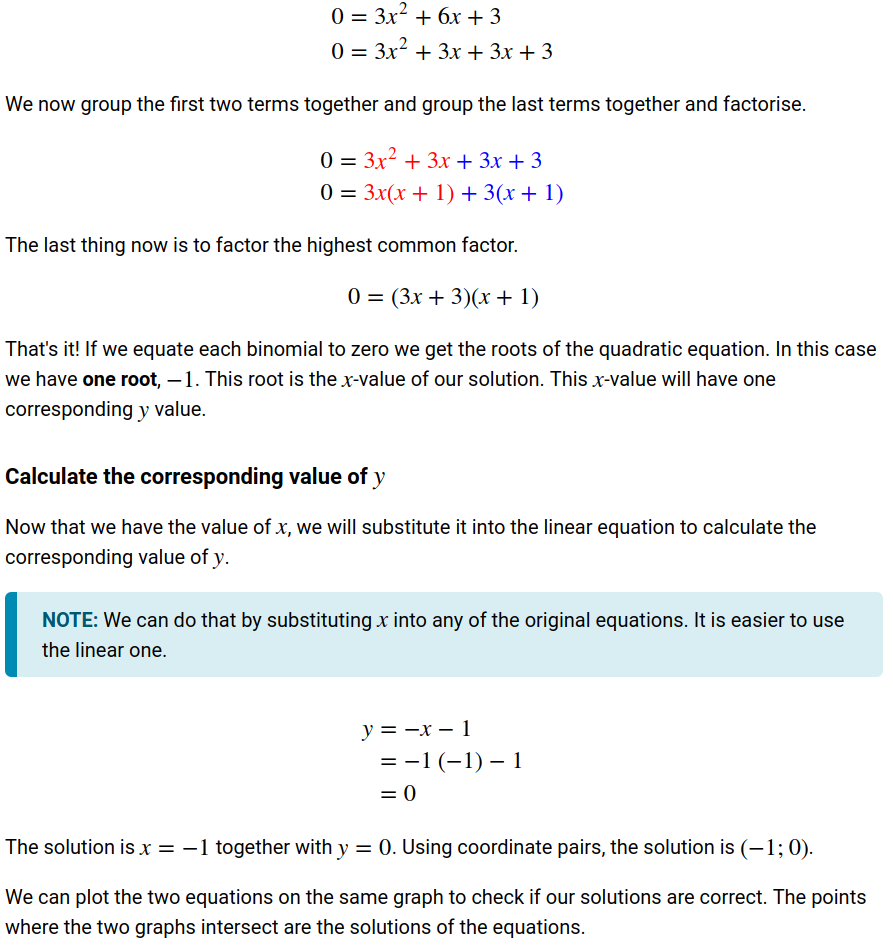 0 = 3x² + 6x + 3
0 = 3x² + 3x + 3x + 3
We now group the first two terms together and group the last terms together and factorise.
0 = 3x² + 3x + 3x + 3
0 = 3x(x + 1) + 3(x + 1)
The last thing now is to factor the highest common factor.
0 = (3x + 3)(x + 1)
That's it! If we equate each binomial to zero we get the roots of the quadratic equation. In this case
we have one root, −1. This root is the x-value of our solution. This x-value will have one
corresponding y value.
Calculate the corresponding value of y
Now that we have the value of x, we will substitute it into the linear equation to calculate the
corresponding value of y.
NOTE: We can do that by substituting x into any of the original equations. It is easier to use
the linear one.
y = −x − 1
= −1 (−1) − 1
= 0
The solution is x = −1 together with y = 0. Using coordinate pairs, the solution is (−1; 0).
We can plot the two equations on the same graph to check if our solutions are correct. The points
where the two graphs intersect are the solutions of the equations.